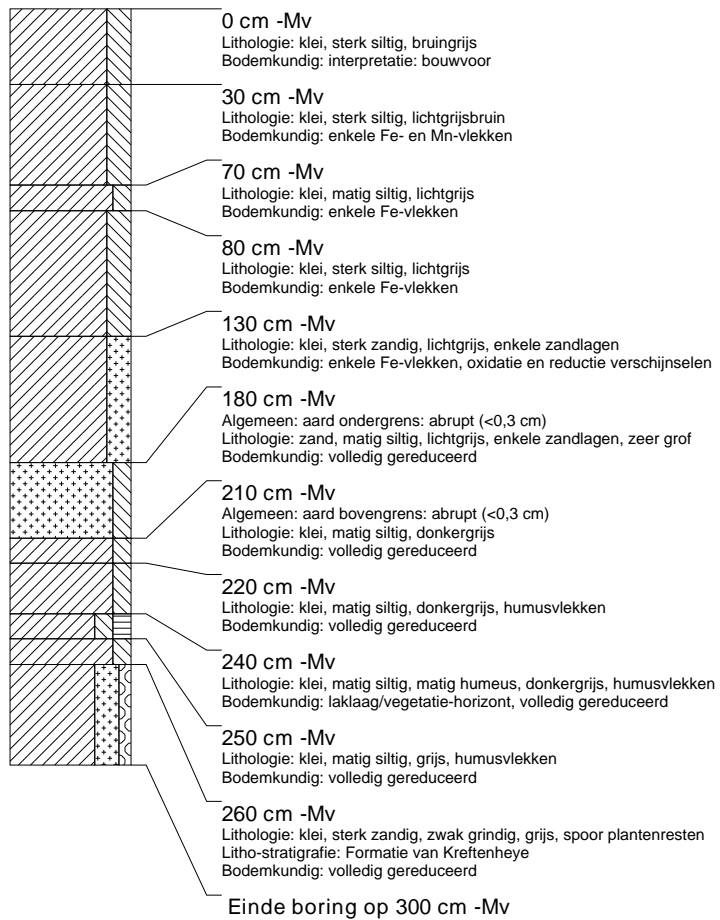 0 cm -Mv
Lithologie: klei, sterk siltig, bruingrijs
Bodemkundig: interpretatie: bouwvoor
30 cm -Mv
Lithologie: klei, sterk siltig, lichtgrijsbruin
Bodemkundig: enkele Fe- en Mn-vlekken
70 cm -Mv
Lithologie: klei, matig siltig, lichtgrijs
Bodemkundig: enkele Fe-vlekken
80 cm -Mv
Lithologie: klei, sterk siltig, lichtgrijs
Bodemkundig: enkele Fe-vlekken
130 cm -Mv
Lithologie: klei, sterk zandig, lichtgrijs, enkele zandlagen
Bodemkundig: enkele Fe-vlekken, oxidatie en reductie verschijnselen
180 cm -Mv
Algemeen: aard ondergrens: abrupt (<0,3 cm)
Lithologie: zand, matig siltig, lichtgrijs, enkele zandlagen, zeer grof
Bodemkundig: volledig gereduceerd
210 cm -Mv
Algemeen: aard bovengrens: abrupt (<0,3 cm)
Lithologie: klei, matig siltig, donkergrijs
Bodemkundig: volledig gereduceerd
220 cm -Mv
Lithologie: klei, matig siltig, donkergrijs, humusvlekken
Bodemkundig: volledig gereduceerd
240 cm -Mv
Lithologie: klei, matig siltig, matig humeus, donkergrijs, humusvlekken
Bodemkundig: laklaag/vegetatie-horizont, volledig gereduceerd
250 cm -Mv
Lithologie: klei, matig siltig, grijs, humusvlekken
Bodemkundig: volledig gereduceerd
260 cm -Mv
Lithologie: klei, sterk zandig, zwak grindig, grijs, spoor plantenresten
Litho-stratigrafie: Formatie van Kreftenheye
Bodemkundig: volledig gereduceerd
Einde boring op 300 cm -Mv